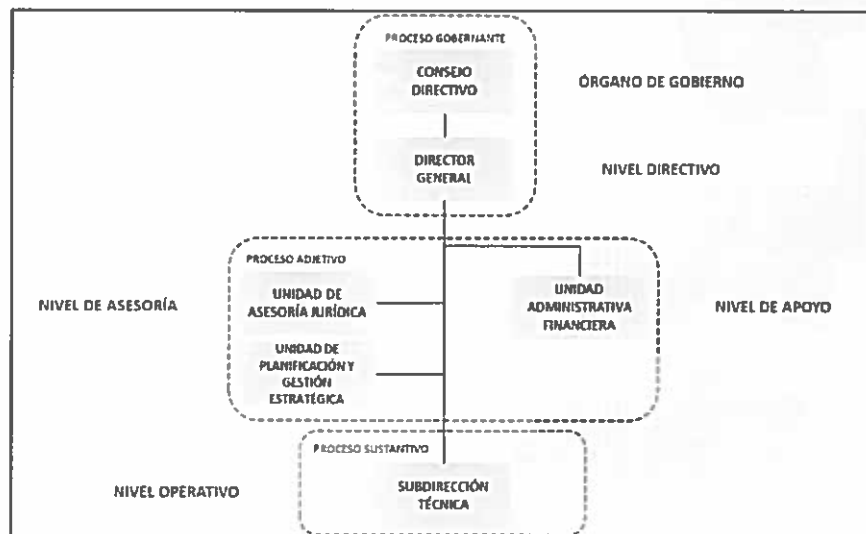 PROCESO GOBERNANTE
CONSEJO
DIRECTIVO
ÓRGANO DE GOBIERNO
DIRECTOR
GENERAL
NIVEL DIRECTIVO
PROCESO ADJETIVO
NIVEL DE ASESORÍA
UNIDAD DE
ASESORÍA JURÍDICA
UNIDAD
ADMINISTRATIVA
FINANCIERA
NIVEL DE APOYO
UNIDAD DE
PLANIFICACIÓN Y
GESTIÓN
ESTRATÉGICA
PROCESO SUSTANTIVO
NIVEL OPERATIVO
SUBDIRECCIÓN
TÉCNICA